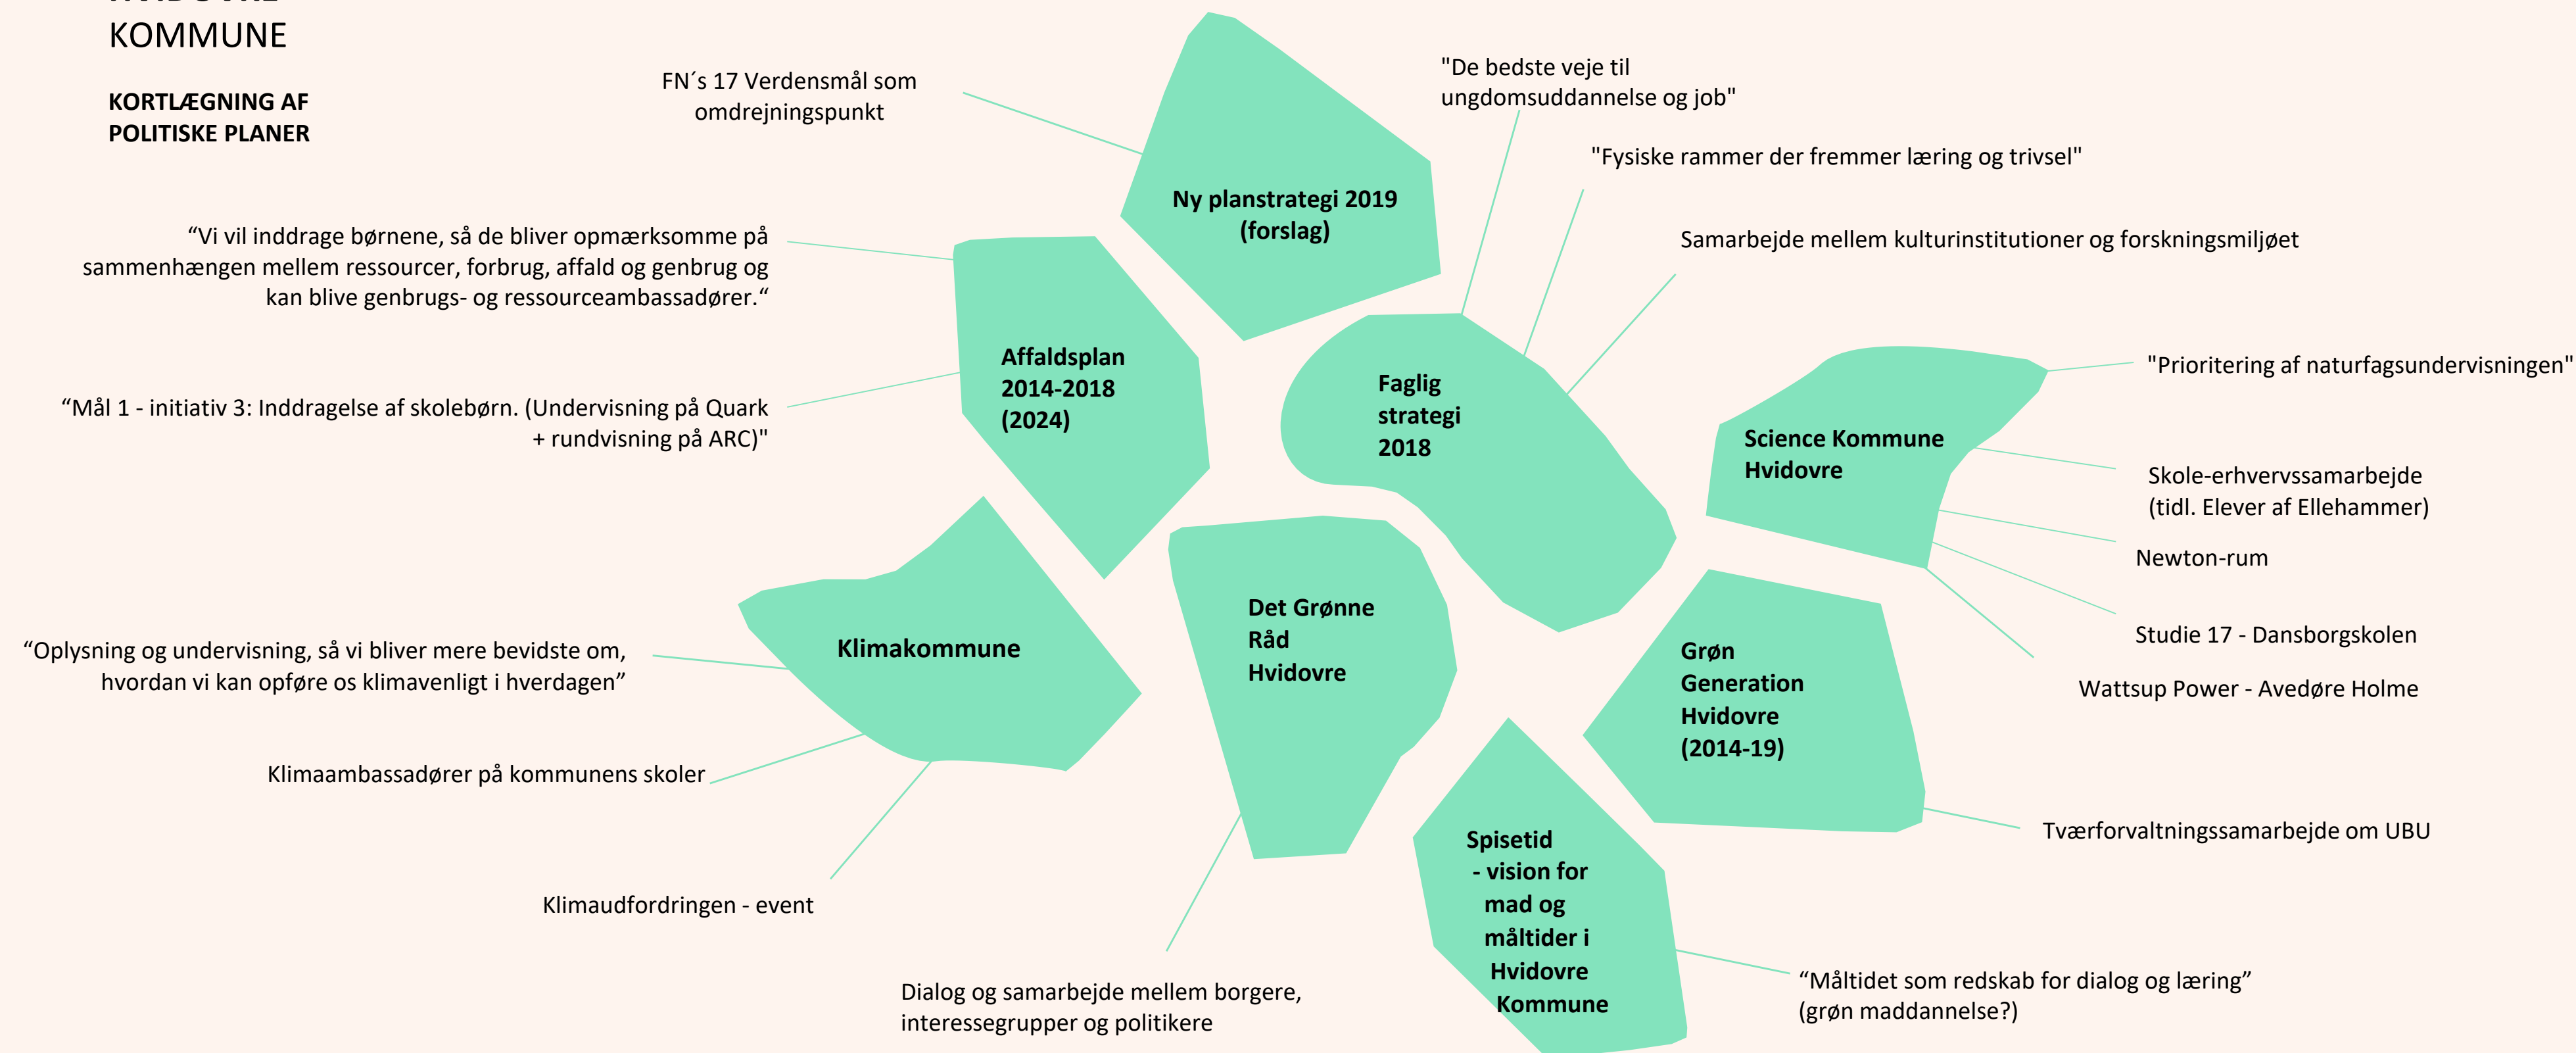 KOMMUNE
KORTLÆGNING AF
POLITISKE PLANER
FN´s 17 Verdensmål som
omdrejningspunkt
Ny planstrategi 2019
(forslag)
"De bedste veje til
ungdomsuddannelse og job"
"Fysiske rammer der fremmer læring og trivsel"
Samarbejde mellem kulturinstitutioner og forskningsmiljøet
“Vi vil inddrage børnene, så de bliver opmærksomme på
sammenhængen mellem ressourcer, forbrug, affald og genbrug og
kan blive genbrugs- og ressourceambassadører.“
“Mål 1 - initiativ 3: Inddragelse af skolebørn. (Undervisning på Quark
+ rundvisning på ARC)"
Affaldsplan
2014-2018
(2024)
Faglig
strategi
2018
Science Kommune
Hvidovre
"Prioritering af naturfagsundervisningen"
Skole-erhvervssamarbejde
(tidl. Elever af Ellehammer)
Newton-rum
Studie 17 - Dansborgskolen
Wattsup Power - Avedøre Holme
Klimakommune
“Oplysning og undervisning, så vi bliver mere bevidste om,
hvordan vi kan opføre os klimavenligt i hverdagen”
Klimaambassadører på kommunens skoler
Klimaudfordringen - event
Det Grønne
Råd
Hvidovre
Dialog og samarbejde mellem borgere,
interessegrupper og politikere
Grøn
Generation
Hvidovre
(2014-19)
Tværforvaltningssamarbejde om UBU
Spisetid
- vision for
mad og
måltider i
Hvidovre
Kommune
“Måltidet som redskab for dialog og læring”
(grøn maddannelse?)